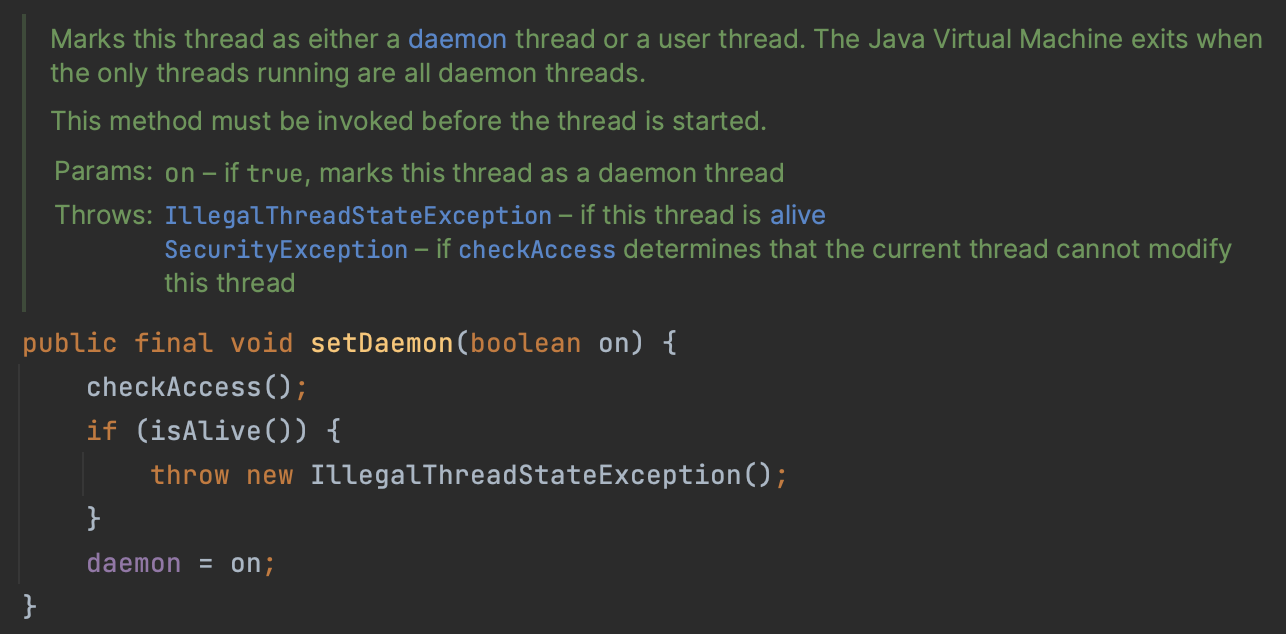 Marks this thread as either a daemon thread or a user thread. The Java Virtual Machine exits when
the only threads running are all daemon threads.
This method must be invoked before the thread is started.
Params: on – if true, marks this thread as a daemon thread
Throws: IllegalThreadStateException – if this thread is alive
SecurityException – if checkAccess determines that the current thread cannot modify
this thread
public final void setDaemon(boolean on) {
    checkAccess();
    if (isAlive()) {
        throw new IllegalThreadStateException();
    }
    daemon = on;
}